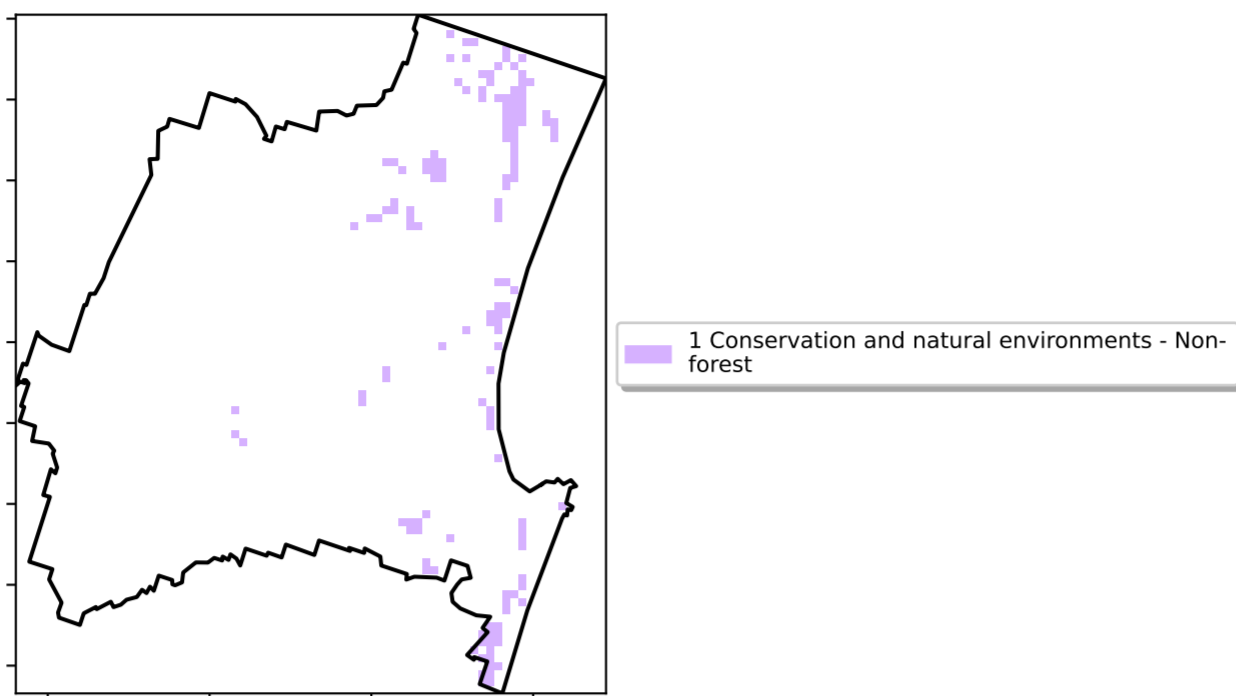 1 Conservation and natural environments - Non-
forest